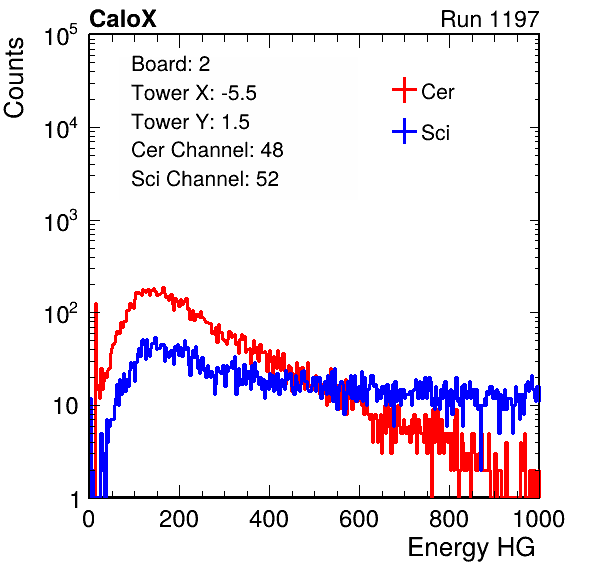 CaloX
Run 1197
Counts
10^5
10^4
10^3
10^2
10
1
Board: 2
Tower X: -5.5
Tower Y: 1.5
Cer Channel: 48
Sci Channel: 52
Cer
Sci
0 200 400 600 800 1000
Energy HG